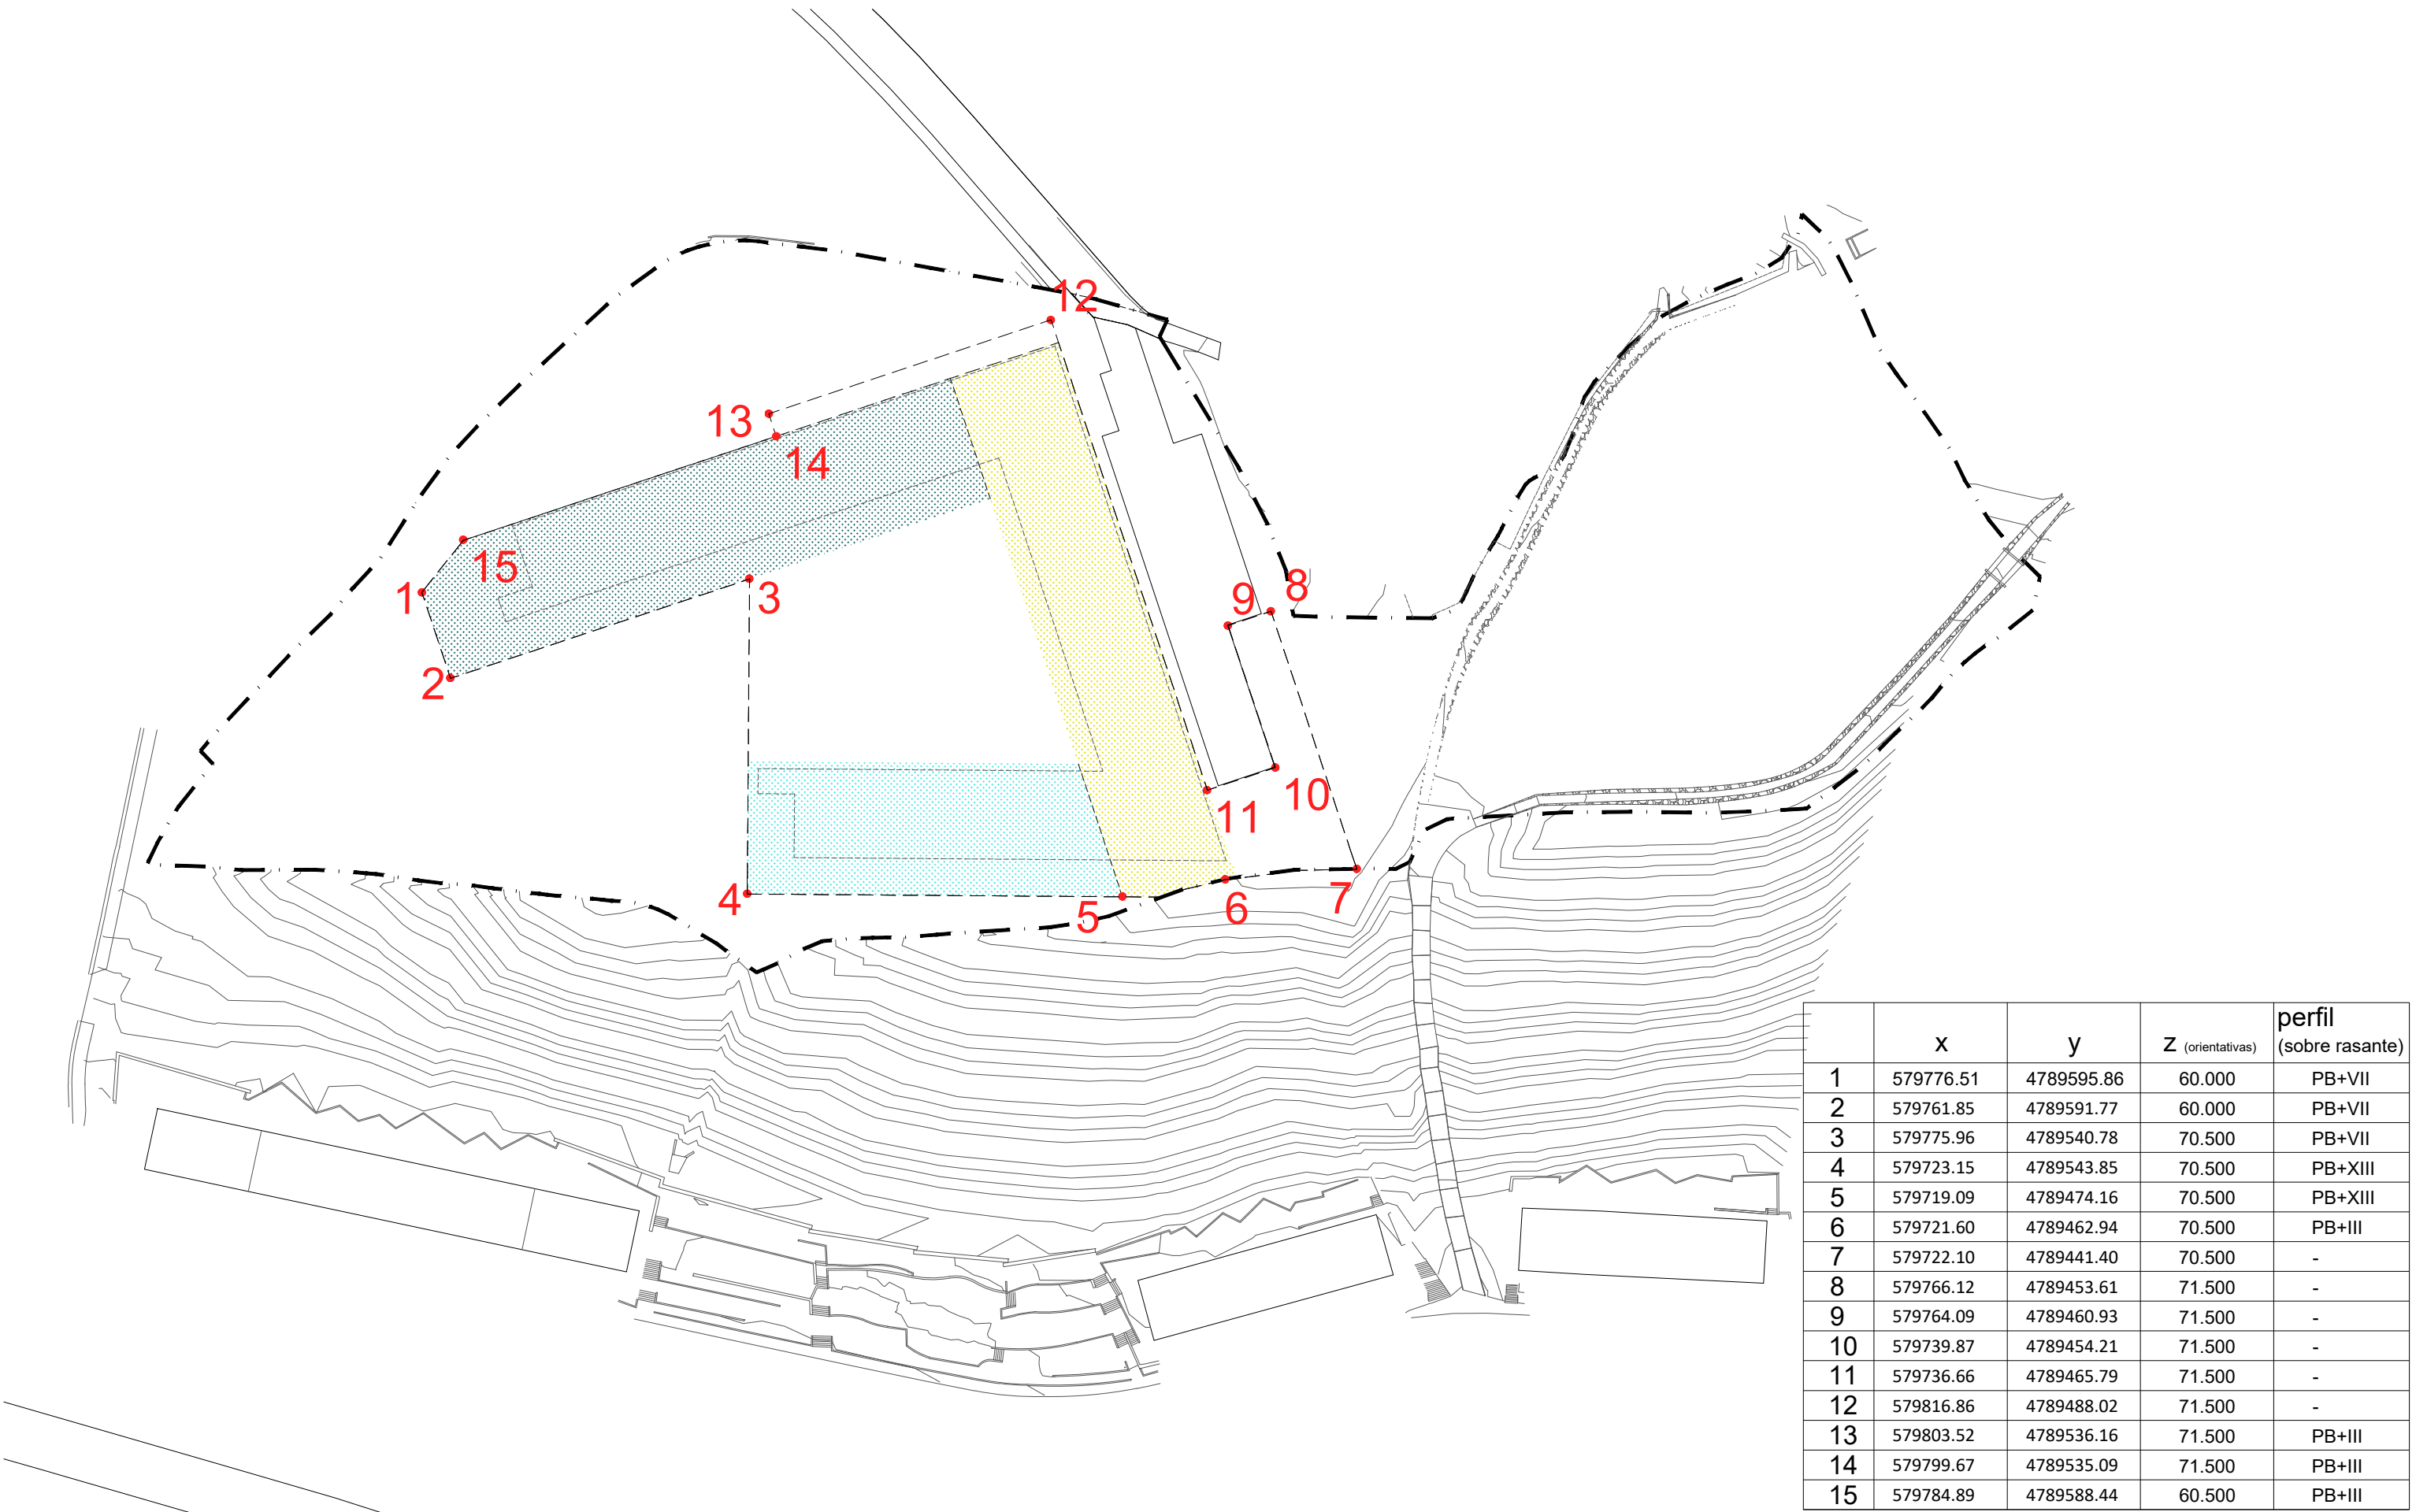 12
13
14
15
1
3
8
9
2
10
11
4
5
6
7
x y z (orientativas) perfil
(sobre rasante)
1 579776.51 4789595.86 60.000 PB+VII
2 579761.85 4789591.77 60.000 PB+VII
3 579775.96 4789540.78 70.500 PB+VII
4 579723.15 4789543.85 70.500 PB+XIII
5 579719.09 4789474.16 70.500 PB+XIII
6 579721.60 4789462.94 70.500 PB+III
7 579722.10 4789441.40 70.500 -
8 579766.12 4789453.61 71.500 -
9 579764.09 4789460.93 71.500 -
10 579739.87 4789454.21 71.500 -
11 579736.66 4789465.79 71.500 -
12 579816.86 4789488.02 71.500 -
13 579803.52 4789536.16 71.500 PB+III
14 579799.67 4789535.09 71.500 PB+III
15 579784.89 4789588.44 60.500 PB+III